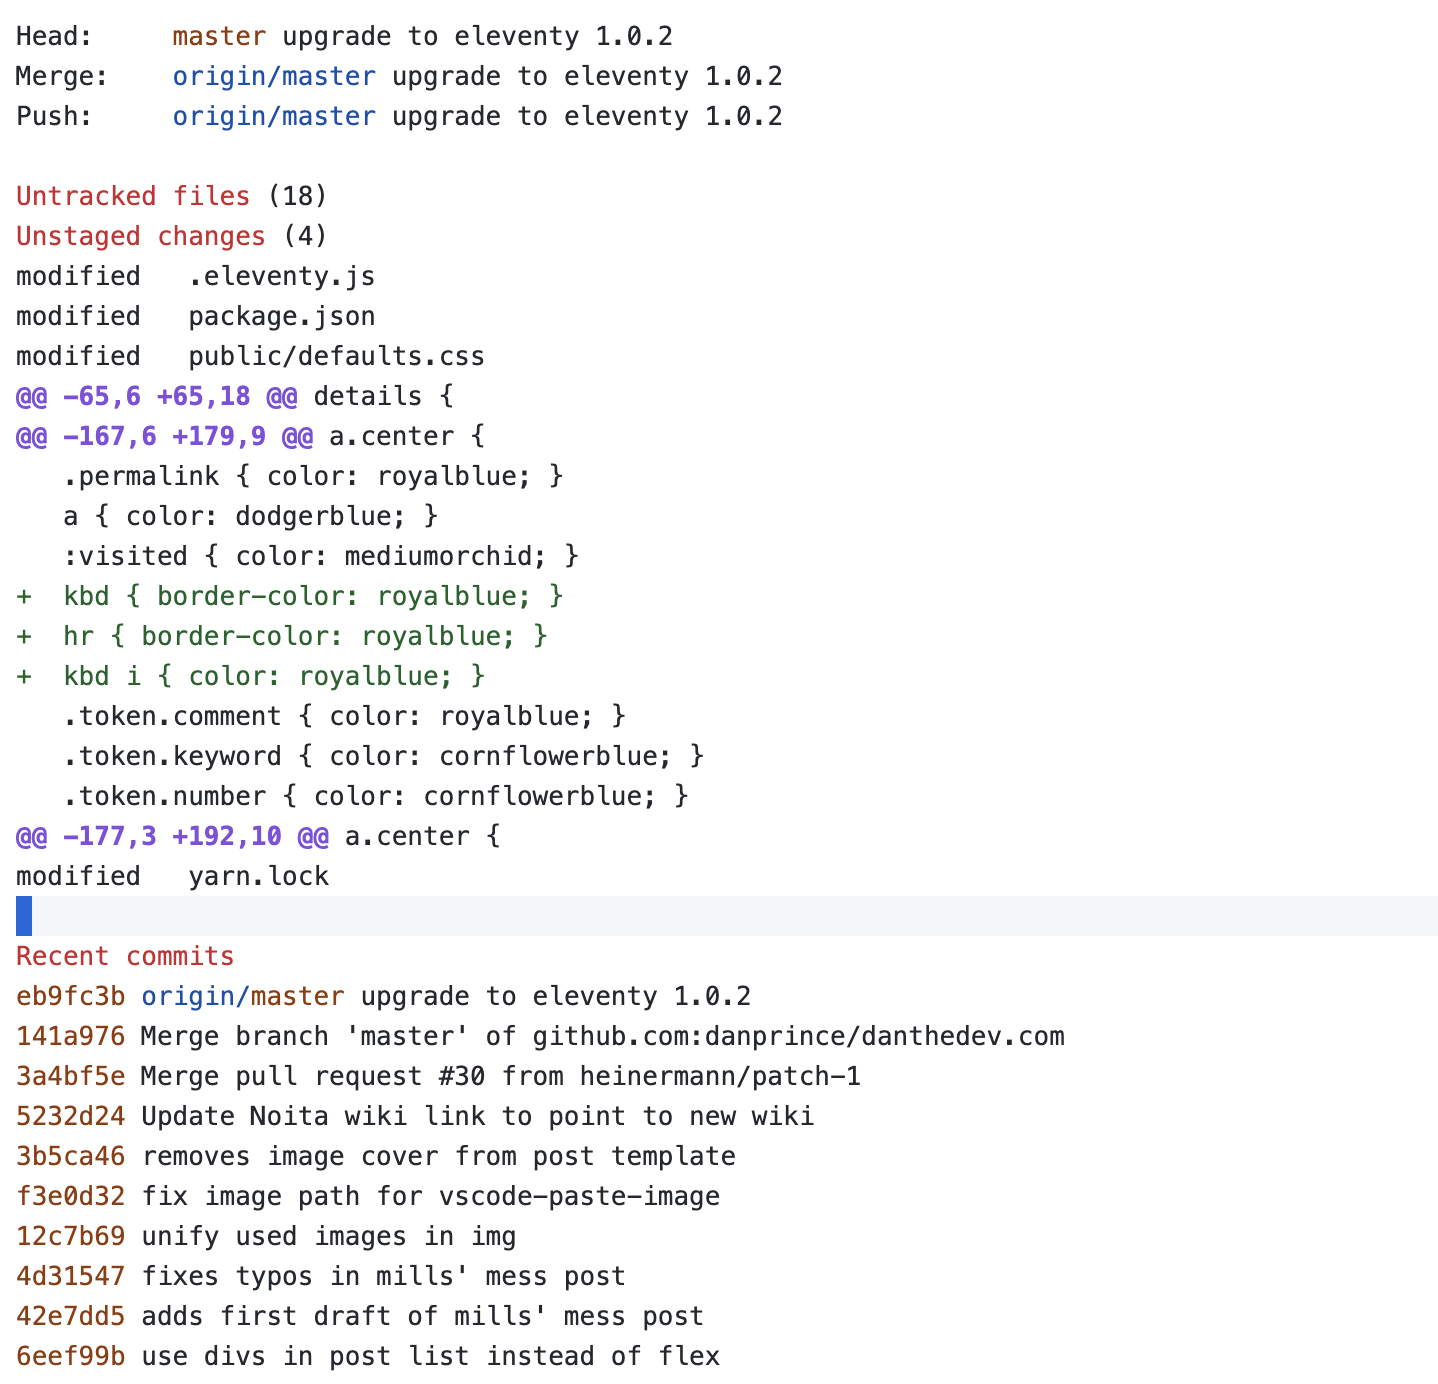 Head:     master upgrade to eleventy 1.0.2
Merge:    origin/master upgrade to eleventy 1.0.2
Push:     origin/master upgrade to eleventy 1.0.2

Untracked files (18)
Unstaged changes (4)
modified   .eleventy.js
modified   package.json
modified   public/defaults.css
@@ -65,6 +65,18 @@ details {
@@ -167,6 +179,9 @@ a.center {
   .permalink { color: royalblue; }
   a { color: dodgerblue; }
   :visited { color: mediumorchid; }
+  kbd { border-color: royalblue; }
+  hr { border-color: royalblue; }
+  kbd i { color: royalblue; }
   .token.comment { color: royalblue; }
   .token.keyword { color: cornflowerblue; }
   .token.number { color: cornflowerblue; }
@@ -177,3 +192,10 @@ a.center {
modified   yarn.lock

Recent commits
eb9fc3b origin/master upgrade to eleventy 1.0.2
141a976 Merge branch 'master' of github.com:danprince/danthedev.com
3a4bf5e Merge pull request #30 from heinermann/patch-1
5232d24 Update Noita wiki link to point to new wiki
3b5ca46 removes image cover from post template
f3e0d32 fix image path for vscode-paste-image
12c7b69 unify used images in img
4d31547 fixes typos in mills' mess post
42e7dd5 adds first draft of mills' mess post
6eef99b use divs in post list instead of flex